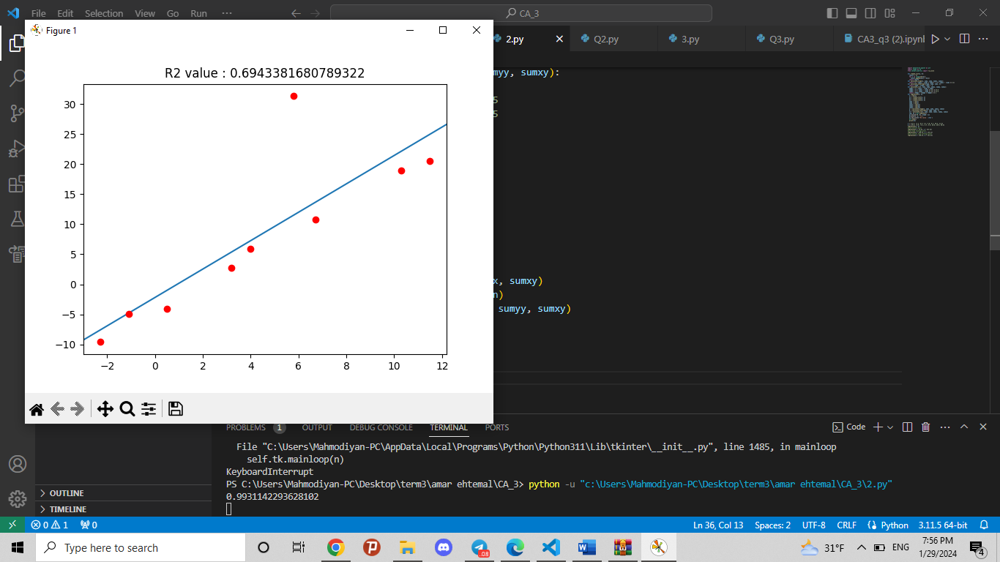 File Edit Selection View Go Run ··· CA_3
Figure 1
2.py Q2.py 3.py Q3.py CA3_q3 (2).ipynl
myy, sumxy):
5
5
x, sumxy)
n)
sumyy, sumxy)
R2 value : 0.6943381680789322
30
25
20
15
10
5
0
−5
−10
−2 0 2 4 6 8 10 12
PROBLEMS 1 OUTPUT DEBUG CONSOLE TERMINAL PORTS Code
File "C:\Users\Mahmodiyan-PC\AppData\Local\Programs\Python\Python311\Lib\tkinter\__init__.py", line 1485, in mainloop
self.tk.mainloop(n)
KeyboardInterrupt
PS C:\Users\Mahmodiyan-PC\Desktop\term3\amar ehtemal\CA_3> python -u "c:\Users\Mahmodiyan-PC\Desktop\term3\amar ehtemal\CA_3\2.py"
0.9931142293628102
OUTLINE
TIMELINE
0 1 0 Ln 36, Col 13 Spaces: 2 UTF-8 CRLF Python 3.11.5 64-bit
Type here to search
.08
31°F ENG
7:56 PM
1/29/2024
4